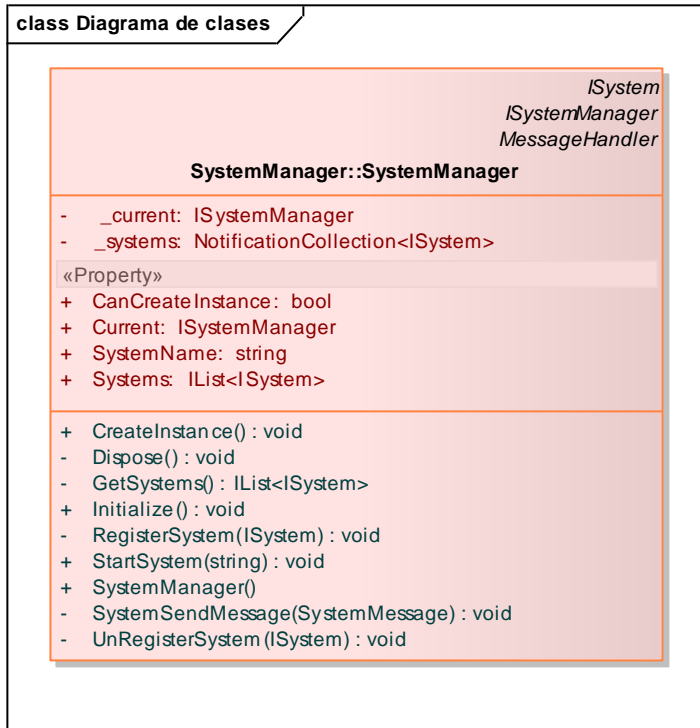 class Diagrama de clases
ISystem
ISystemManager
MessageHandler
SystemManager::SystemManager
- _current: ISystemManager
- _systems: NotificationCollection<ISystem>
«Property»
+ CanCreateInstance: bool
+ Current: ISystemManager
+ SystemName: string
+ Systems: IList<ISystem>
+ CreateInstance() : void
- Dispose() : void
- GetSystems() : IList<ISystem>
+ Initialize() : void
- RegisterSystem(ISystem) : void
+ StartSystem(string) : void
+ SystemManager()
- SystemSendMessage(SystemMessage) : void
- UnRegisterSystem(ISystem) : void